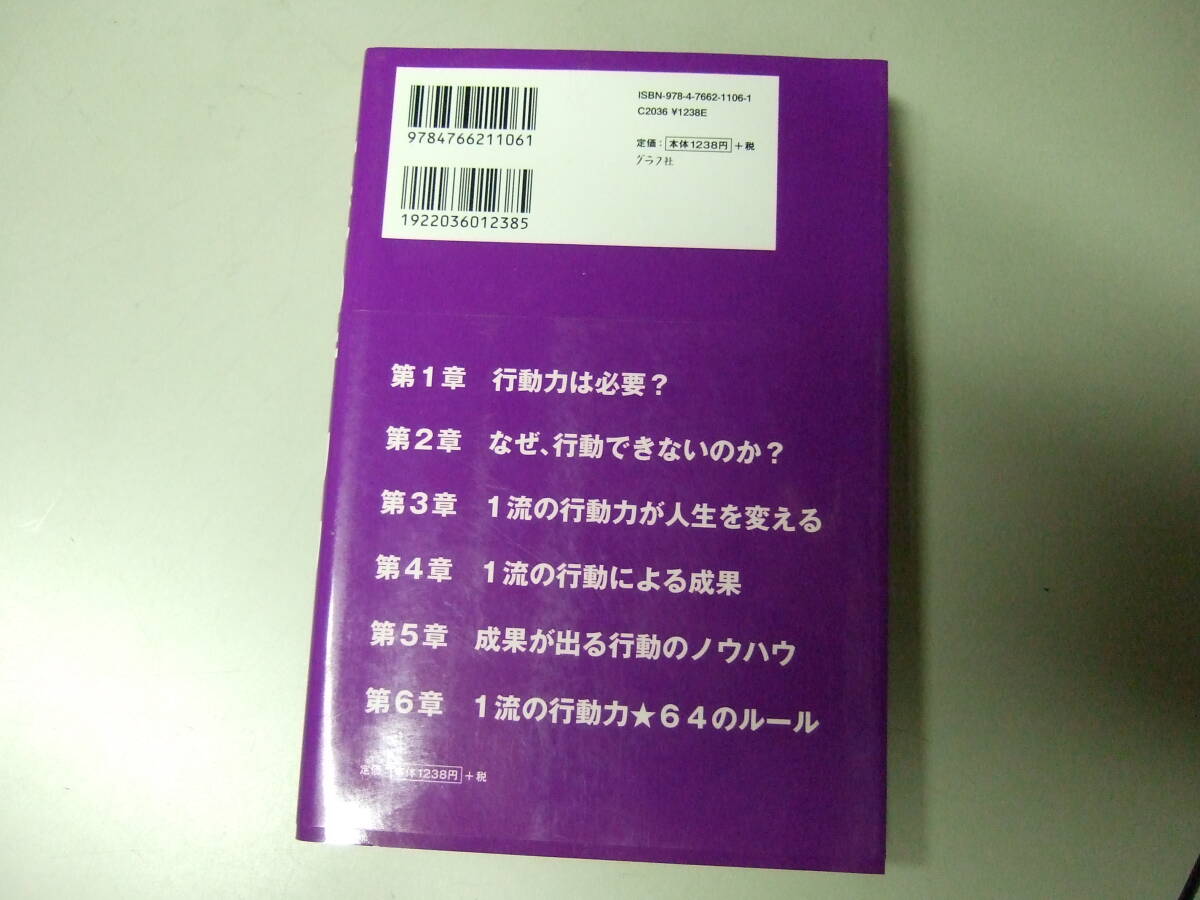 ISBN-978-4-7662-1106-1
C2036 ¥1238E
9784766211061
定価：本体1238円＋税
グラフ社
1922036012385
第1章　行動力は必要？
第2章　なぜ、行動できないのか？
第3章　1流の行動力が人生を変える
第4章　1流の行動による成果
第5章　成果が出る行動のノウハウ
第6章　1流の行動力★64のルール
定価：本体1238円＋税